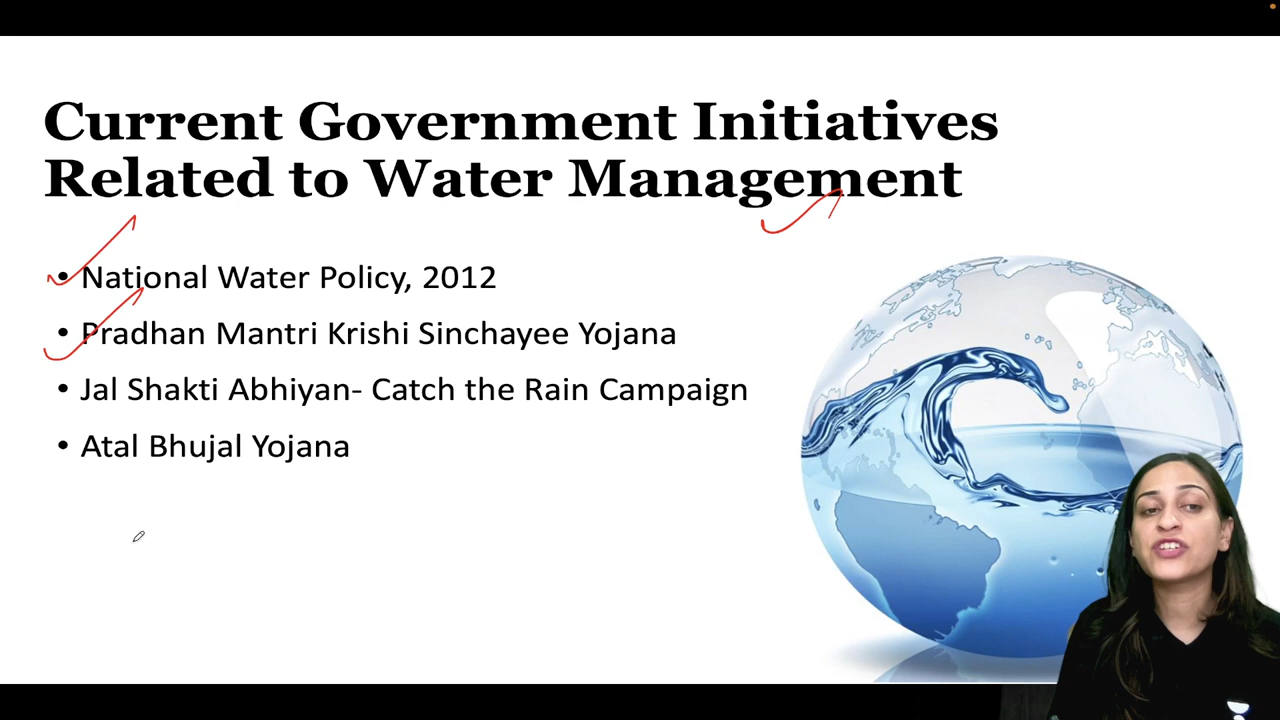 Current Government Initiatives
Related to Water Management
• National Water Policy, 2012
• Pradhan Mantri Krishi Sinchayee Yojana
• Jal Shakti Abhiyan- Catch the Rain Campaign
• Atal Bhujal Yojana